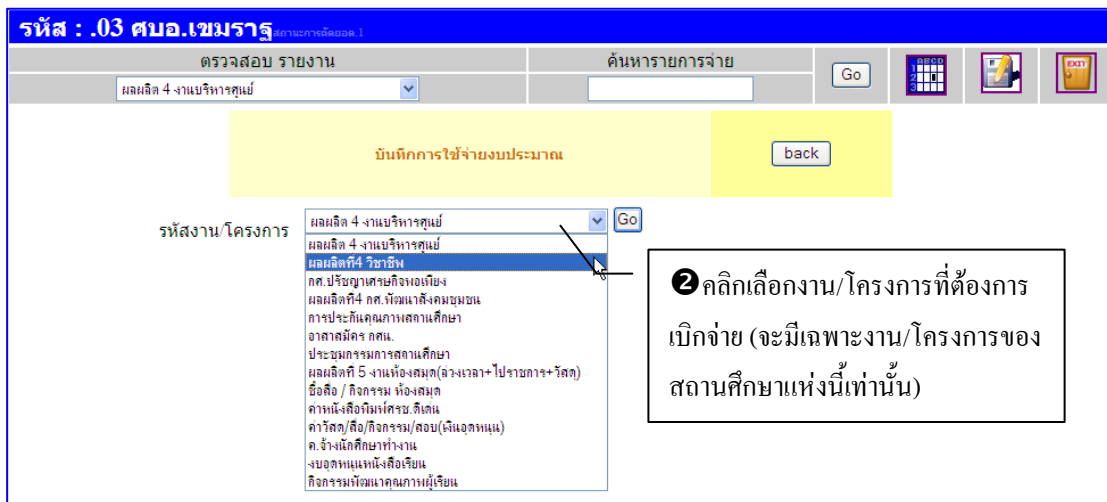 รหัส : .03 ศบอ.เขมราฐ สถานะการตัดยอด.1
ตรวจสอบ รายงาน
ค้นหารายการจ่าย
ผลผลิต 4 งานบริหารศูนย์
Go
ABCD
1
2
3
EXIT
บันทึกการใช้จ่ายงบประมาณ
back
รหัสงาน/โครงการ
ผลผลิต 4 งานบริหารศูนย์
Go
ผลผลิต 4 งานบริหารศูนย์
ผลผลิตที่4 วิชาชีพ
กศ.ปรัชญาเศรษฐกิจพอเพียง
ผลผลิตที่4 กศ.พัฒนาสังคมชุมชน
การประกันคุณภาพสถานศึกษา
อาสาสมัคร กศน.
ประชุมกรรมการสถานศึกษา
ผลผลิตที่ 5 งานห้องสมุด(ล่วงเวลา+ไปราชการ+วัสดุ)
ซื้อสื่อ / กิจกรรม ห้องสมุด
ค่าหนังสือพิมพ์ศรช.ดีเด่น
ค่าวัสดุ/สื่อ/กิจกรรม/สอบ(เงินอุดหนุน)
ค.จ้างนักศึกษาทำงาน
งบอุดหนุนหนังสือเรียน
กิจกรรมพัฒนาคุณภาพผู้เรียน
❷คลิกเลือกงาน/โครงการที่ต้องการ
เบิกจ่าย (จะมีเฉพาะงาน/โครงการของ
สถานศึกษาแห่งนี้เท่านั้น)